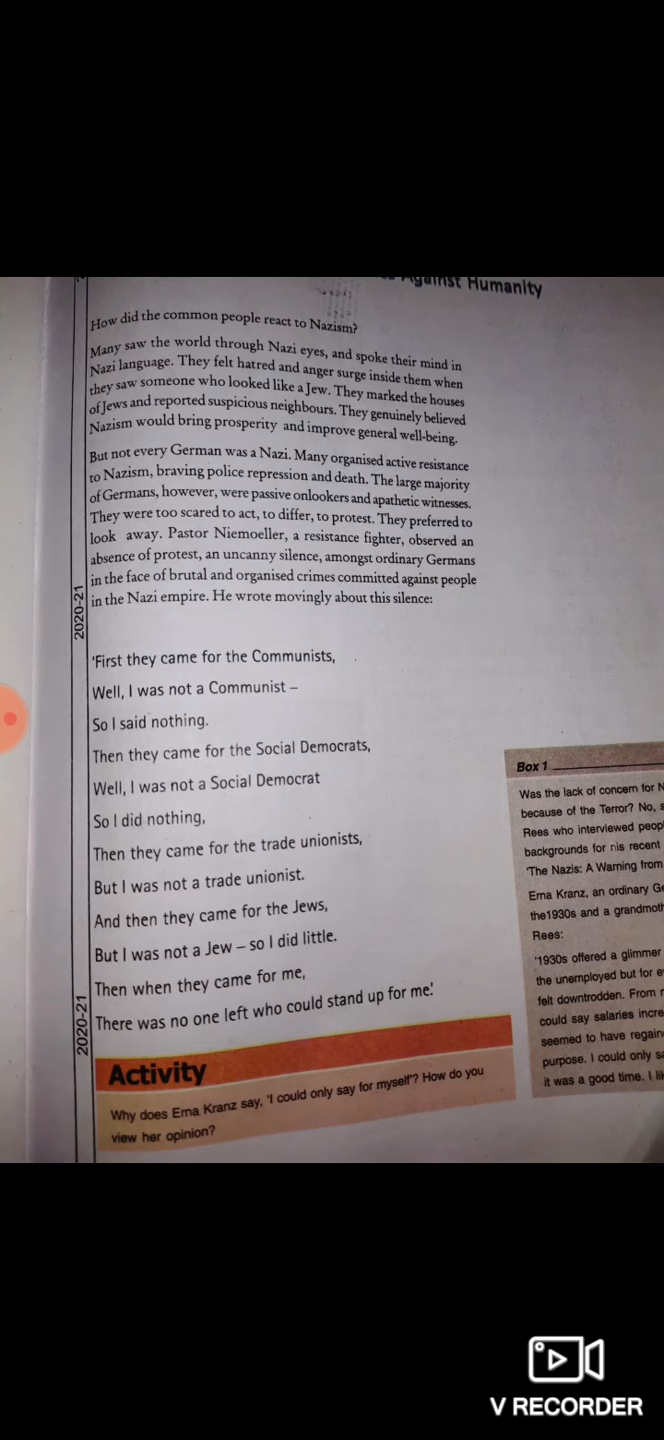 Against Humanity
How did the common people react to Nazism?
Many saw the world through Nazi eyes, and spoke their mind in
Nazi language. They felt hatred and anger surge inside them when
they saw someone who looked like a Jew. They marked the houses
of Jews and reported suspicious neighbours. They genuinely believed
Nazism would bring prosperity and improve general well-being.
But not every German was a Nazi. Many organised active resistance
to Nazism, braving police repression and death. The large majority
of Germans, however, were passive onlookers and apathetic witnesses.
They were too scared to act, to differ, to protest. They preferred to
look away. Pastor Niemoeller, a resistance fighter, observed an
absence of protest, an uncanny silence, amongst ordinary Germans
in the face of brutal and organised crimes committed against people
in the Nazi empire. He wrote movingly about this silence:
2020-21
'First they came for the Communists,
Well, I was not a Communist –
So I said nothing.
Then they came for the Social Democrats,
Well, I was not a Social Democrat
So I did nothing,
Then they came for the trade unionists,
But I was not a trade unionist.
And then they came for the Jews,
But I was not a Jew – so I did little.
Then when they came for me,
There was no one left who could stand up for me.'
2020-21
Activity
Why does Erna Kranz say, 'I could only say for myself'? How do you
view her opinion?
Box 1
Was the lack of concern for N
because of the Terror? No, s
Rees who interviewed peop
backgrounds for his recent
'The Nazis: A Warning from
Erna Kranz, an ordinary Ge
the1930s and a grandmoth
Rees:
'1930s offered a glimmer
the unemployed but for e
felt downtrodden. From
could say salaries incre
seemed to have regain
purpose. I could only sa
it was a good time. I li
V RECORDER